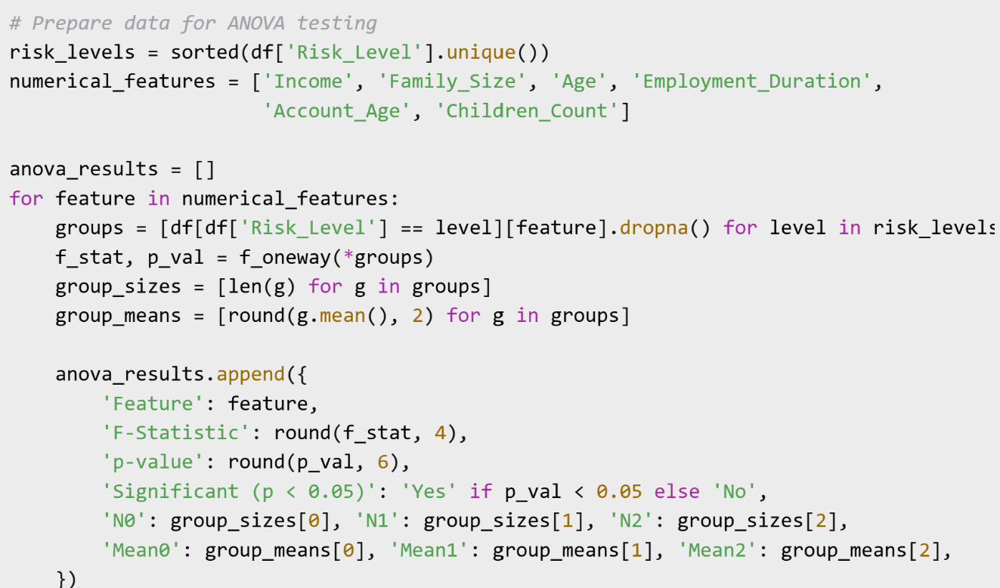 # Prepare data for ANOVA testing
risk_levels = sorted(df['Risk_Level'].unique())
numerical_features = ['Income', 'Family_Size', 'Age', 'Employment_Duration',
                      'Account_Age', 'Children_Count']

anova_results = []
for feature in numerical_features:
    groups = [df[df['Risk_Level'] == level][feature].dropna() for level in risk_levels
    f_stat, p_val = f_oneway(*groups)
    group_sizes = [len(g) for g in groups]
    group_means = [round(g.mean(), 2) for g in groups]

    anova_results.append({
        'Feature': feature,
        'F-Statistic': round(f_stat, 4),
        'p-value': round(p_val, 6),
        'Significant (p < 0.05)': 'Yes' if p_val < 0.05 else 'No',
        'N0': group_sizes[0], 'N1': group_sizes[1], 'N2': group_sizes[2],
        'Mean0': group_means[0], 'Mean1': group_means[1], 'Mean2': group_means[2],
    })